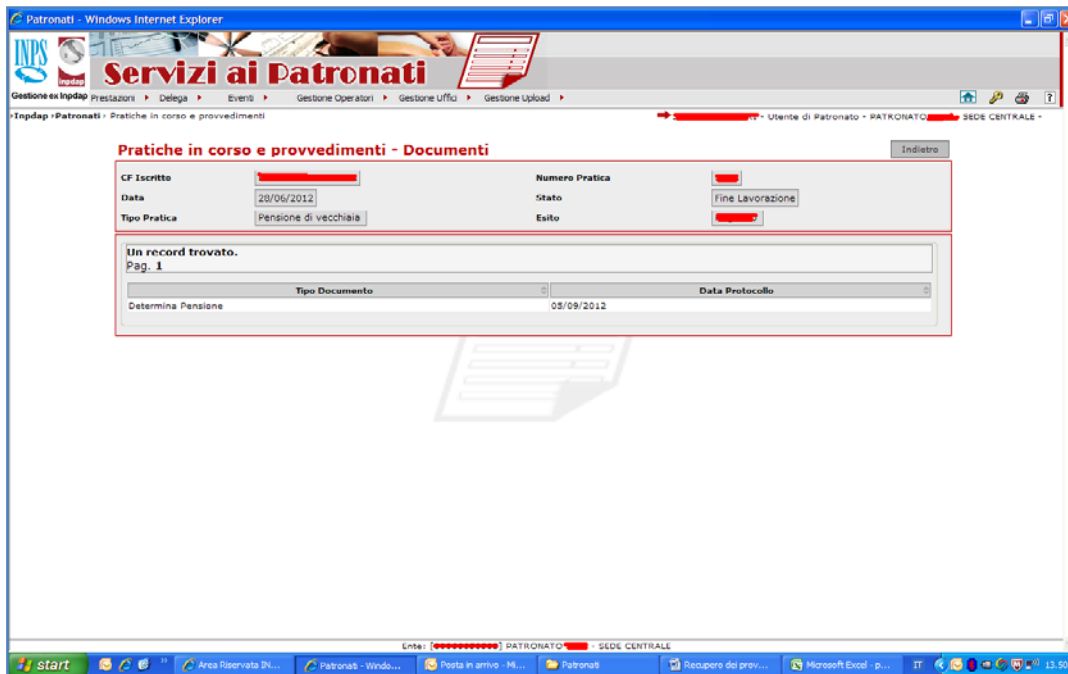 Patronati - Windows Internet Explorer
INPS
Inpdap
Servizi ai Patronati
Gestione ex Inpdap Prestazioni Delega Eventi Gestione Operatori Gestione Uffici Gestione Upload
Inpdap Patronati Pratiche in corso e provvedimenti - Utente di Patronato - PATRONATO SEDE CENTRALE -
Pratiche in corso e provvedimenti - Documenti Indietro
CF Iscritto Numero Pratica
Data 28/06/2012 Stato Fine Lavorazione
Tipo Pratica Pensione di vecchiaia Esito
Un record trovato.
Pag. 1
Tipo Documento Data Protocollo
Determina Pensione 05/09/2012
Ente: [ ] PATRONATO - SEDE CENTRALE
start Area Riservata IN... Patronati - Windo... Posta in arrivo - Mi... Patronati Recupero dei prov... Microsoft Excel - p... IT 13.50